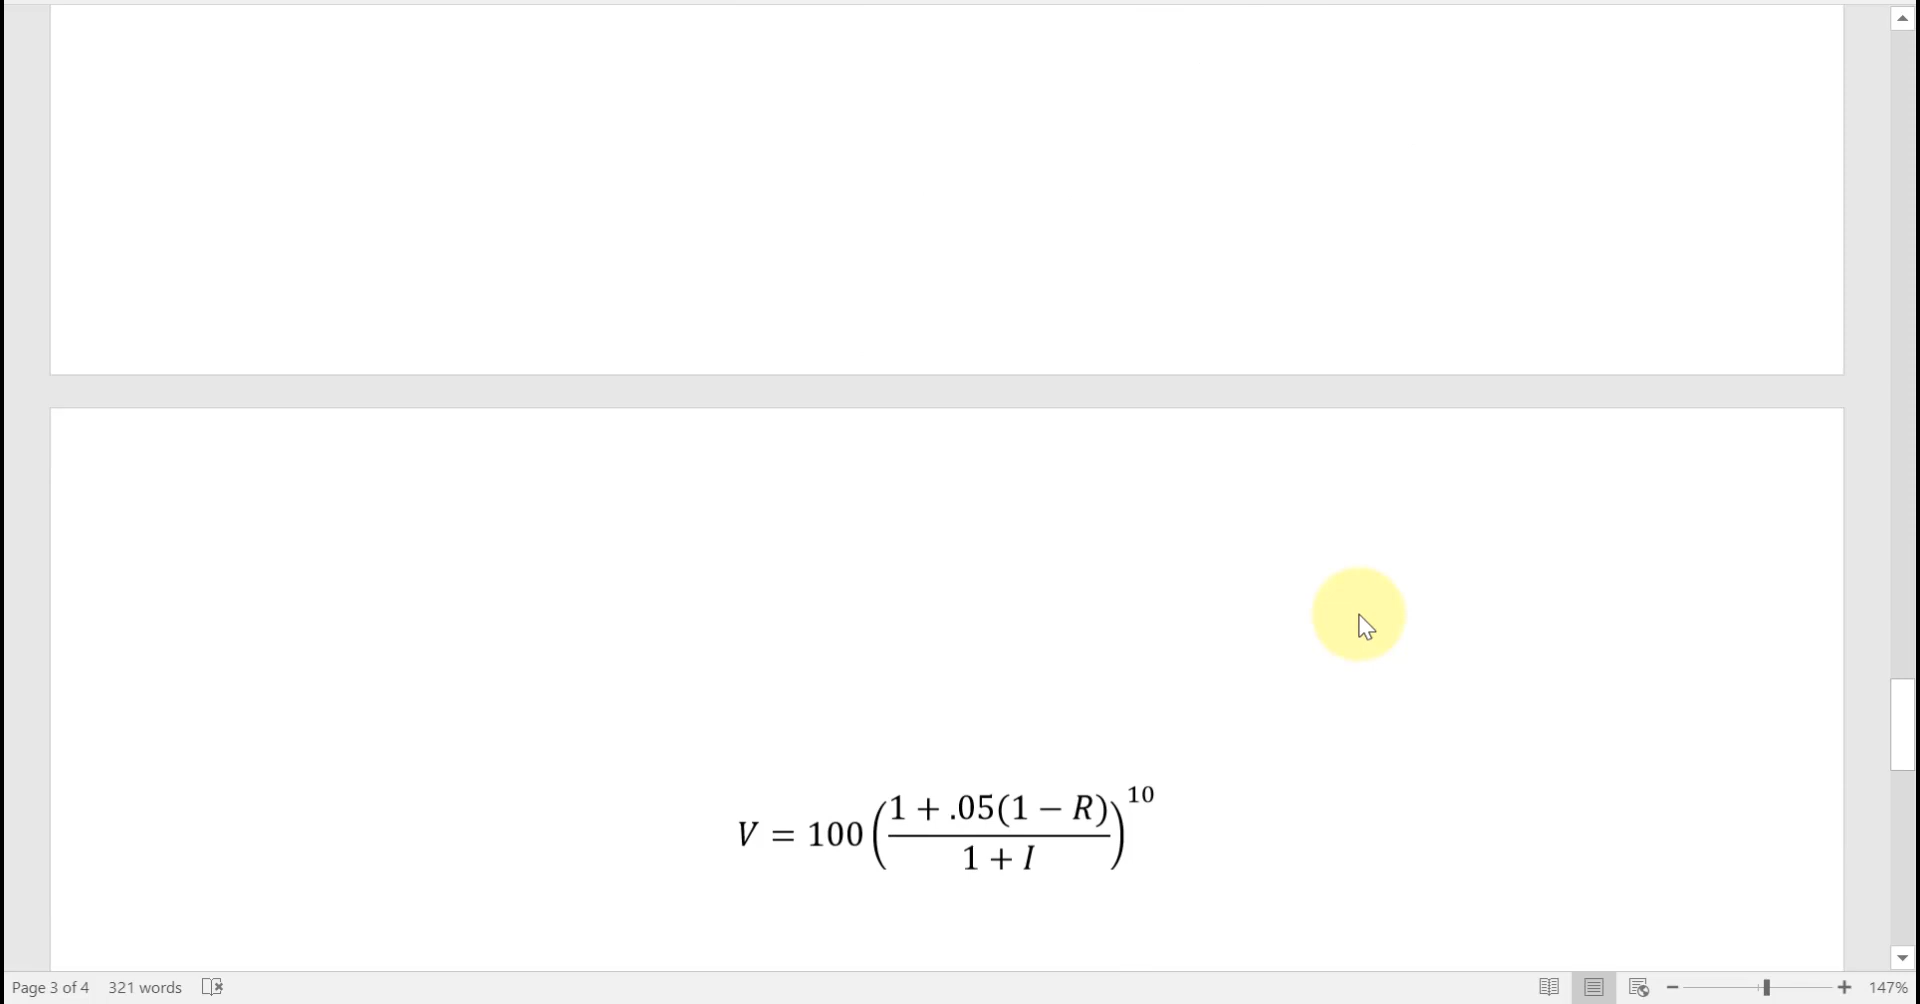 V = 100 ( (1 + .05(1 − R)) / (1 + I) )^10
Page 3 of 4 321 words 147%